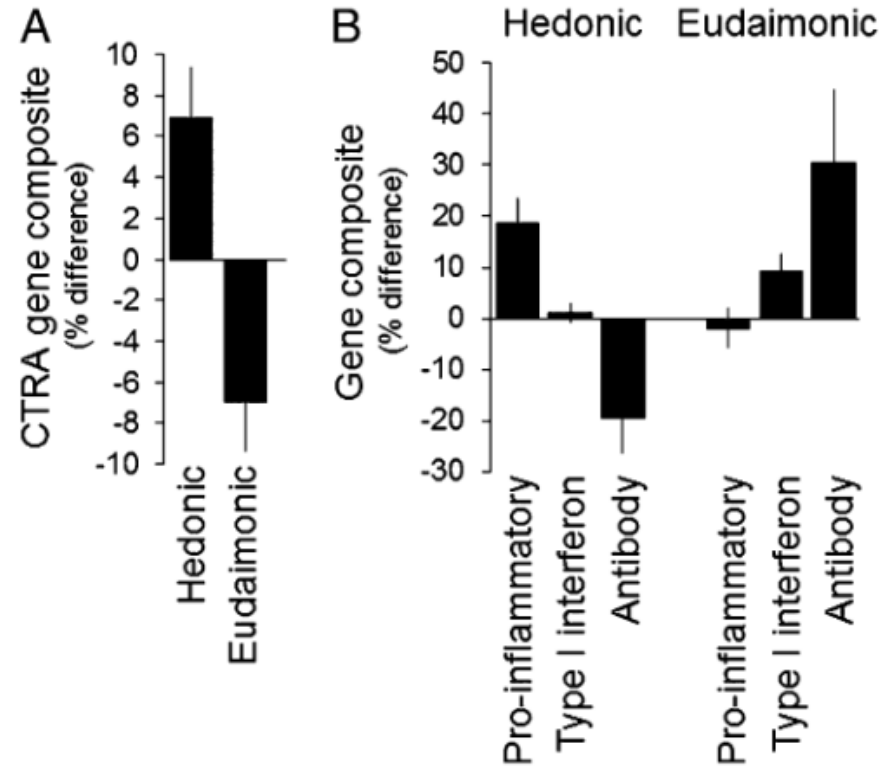 A
CTRA gene composite
(% difference)
10
8
6
4
2
0
-2
-4
-6
-8
-10
Hedonic
Eudaimonic
B
Hedonic Eudaimonic
Gene composite
(% difference)
50
40
30
20
10
0
-10
-20
-30
Pro-inflammatory
Type I interferon
Antibody
Pro-inflammatory
Type I interferon
Antibody